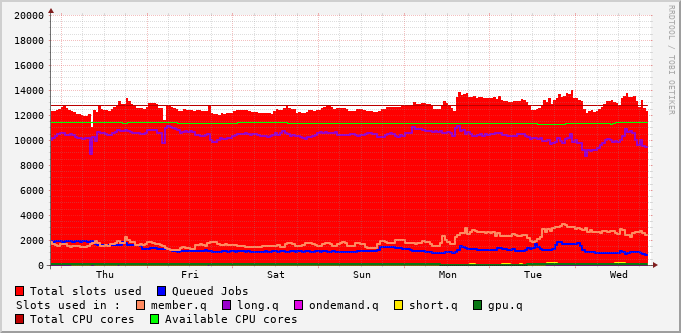 20000
18000
16000
14000
12000
10000
8000
6000
4000
2000
0
Thu Fri Sat Sun Mon Tue Wed
RRDTOOL / TOBI OETIKER
Total slots used Queued Jobs
Slots used in : member.q long.q ondemand.q short.q gpu.q
Total CPU cores Available CPU cores